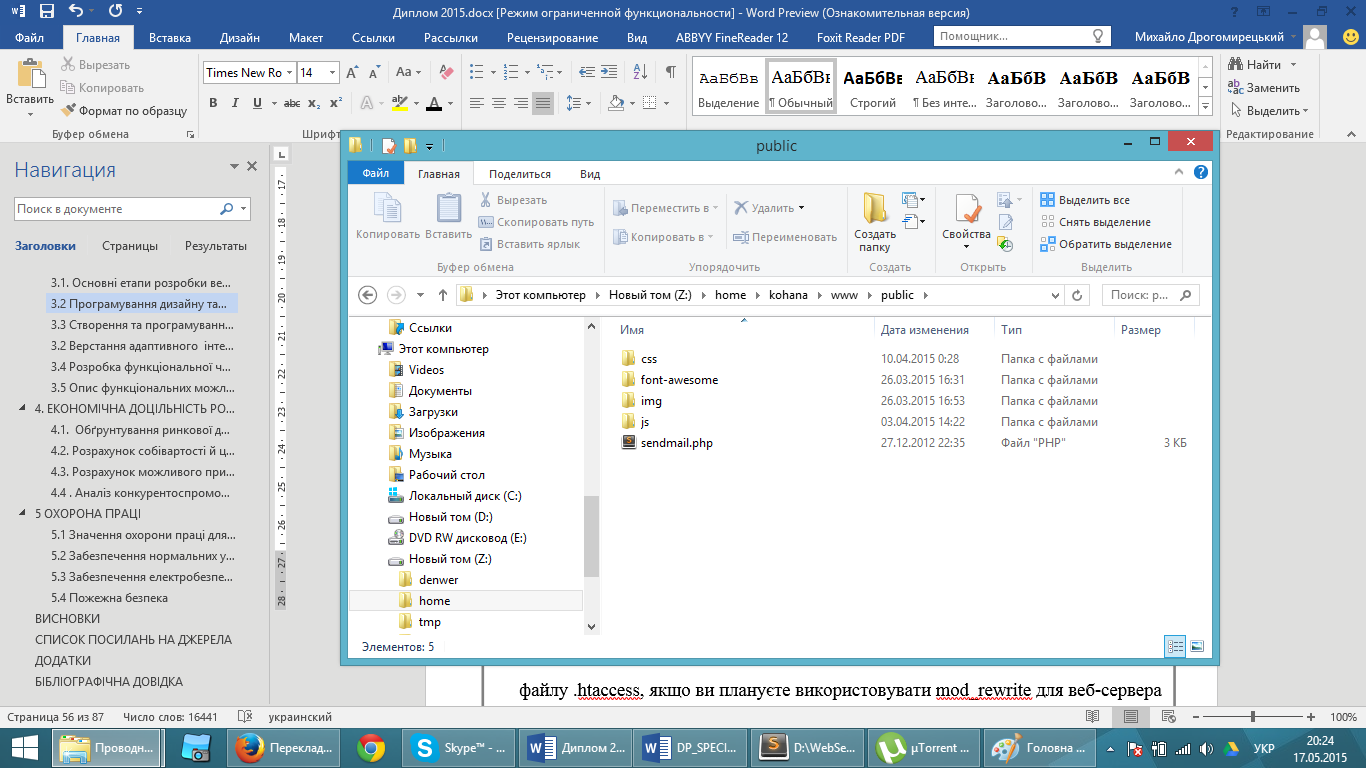 Диплом 2015.docx [Режим ограниченной функциональности] - Word Preview (Ознакомительная версия)
Файл Главная Вставка Дизайн Макет Ссылки Рассылки Рецензирование Вид ABBYY FineReader 12 Foxit Reader PDF Помощник... Михайло Дрогомирецький
Вставить
Вырезать
Копировать
Формат по образцу
Буфер обмена
Times New Ro 14
Шрифт
АаБбВв Выделение
АаБбВв ¶ Обычный
АаБбВв Строгий
АаБбВв ¶ Без инте...
АаБбВ Заголово...
АаБбВ Заголово...
АаБбВ Заголово...
Найти
Заменить
Выделить
Редактирование
Навигация
Поиск в документе
Заголовки Страницы Результаты
3.1. Основні етапи розробки ве...
3.2 Програмування дизайну та...
3.3 Створення та програмуванн...
3.2 Верстання адаптивного інте...
3.4 Розробка функціональної ч...
3.5 Опис функціональних можл...
4. ЕКОНОМІЧНА ДОЦІЛЬНІСТЬ РО...
4.1. Обґрунтування ринкової д...
4.2. Розрахунок собівартості й ц...
4.3. Розрахунок можливого при...
4.4 . Аналіз конкурентоспромо...
5 ОХОРОНА ПРАЦІ
5.1 Значення охорони праці для...
5.2 Забезпечення нормальних у...
5.3 Забезпечення електробезпе...
5.4 Пожежна безпека
ВИСНОВКИ
СПИСОК ПОСИЛАНЬ НА ДЖЕРЕЛА
ДОДАТКИ
БІБЛІОГРАФІЧНА ДОВІДКА
17 18 19 20 21 22 23 24 25 26 27 28
public
Файл Главная Поделиться Вид
Копировать Вставить
Вырезать
Скопировать путь
Вставить ярлык
Буфер обмена
Переместить в
Копировать в
Удалить
Переименовать
Упорядочить
Создать папку
Создать
Свойства
Открыть
Выделить все
Снять выделение
Обратить выделение
Выделить
Этот компьютер Новый том (Z:) home kohana www public
Поиск: p...
Ссылки
Этот компьютер
Videos
Документы
Загрузки
Изображения
Музыка
Рабочий стол
Локальный диск (C:)
Новый том (D:)
DVD RW дисковод (E:)
Новый том (Z:)
denwer
home
tmp
Имя Дата изменения Тип Размер
css 10.04.2015 0:28 Папка с файлами
font-awesome 26.03.2015 16:31 Папка с файлами
img 26.03.2015 16:53 Папка с файлами
js 03.04.2015 14:22 Папка с файлами
sendmail.php 27.12.2012 22:35 Файл "PHP" 3 КБ
Элементов: 5
файлу .htaccess, якщо ви плануєте використовувати mod_rewrite для веб-сервера
Страница 56 из 87 Число слов: 16441 украинский 100%
Проводн... Переклад... Skype™ - ... Диплом 2... DP_SPECI... D:\WebSe... µTorrent ... Головна ... УКР
20:24
17.05.2015